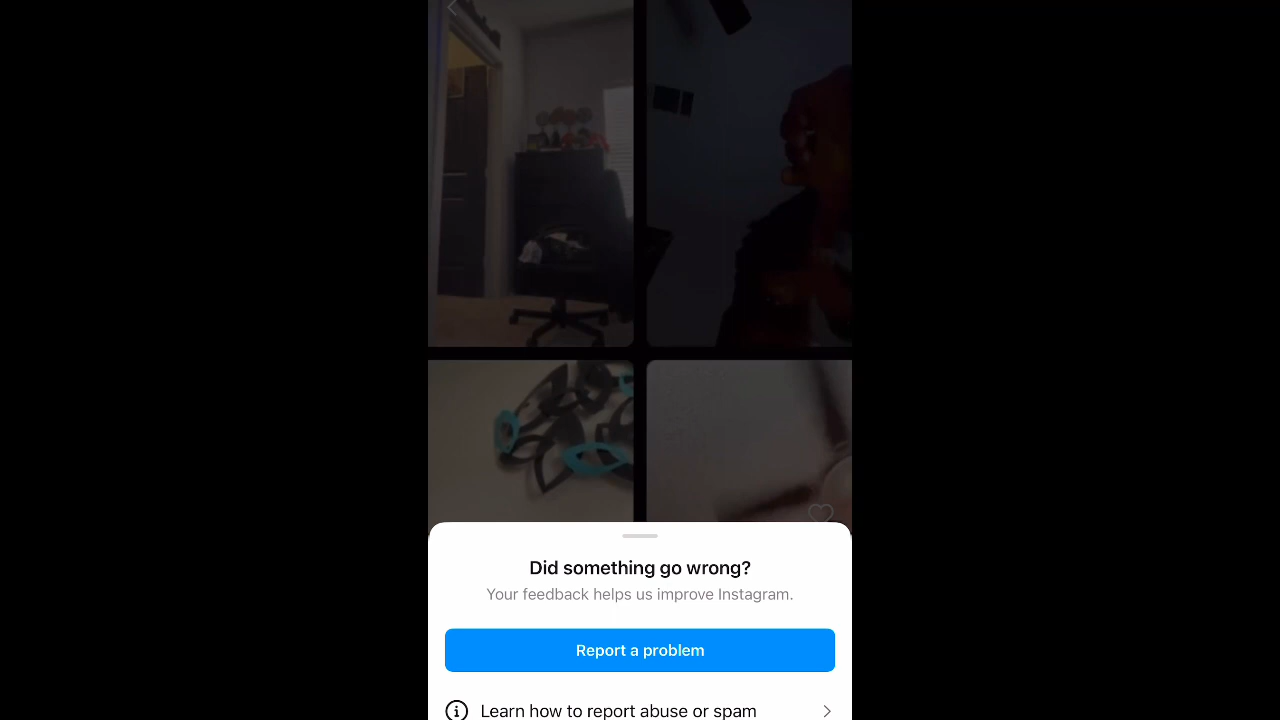 Did something go wrong?
Your feedback helps us improve Instagram.
Report a problem
Learn how to report abuse or spam